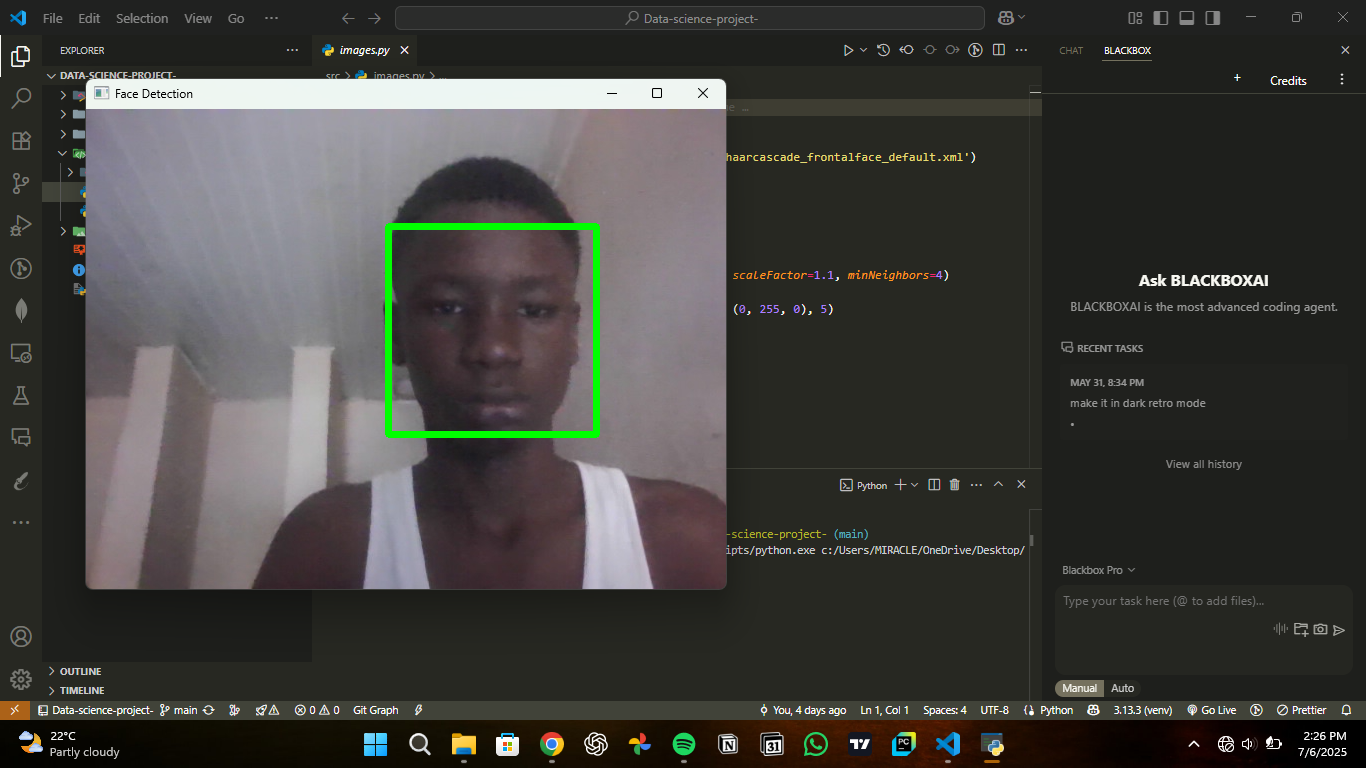 File Edit Selection View Go ··· Data-science-project-
EXPLORER ···
images.py
CHAT BLACKBOX
DATA-SCIENCE-PROJECT-
src > images.py > ...
Credits
Face Detection
haarcascade_frontalface_default.xml')
scaleFactor=1.1, minNeighbors=4)
(0, 255, 0), 5)
Ask BLACKBOXAI
BLACKBOXAI is the most advanced coding agent.
RECENT TASKS
MAY 31, 8:34 PM
make it in dark retro mode
•
View all history
Python
-science-project- (main)
ipts/python.exe c:/Users/MIRACLE/OneDrive/Desktop/
Blackbox Pro
Type your task here (@ to add files)...
Manual Auto
OUTLINE
TIMELINE
Data-science-project- main 0 0 Git Graph You, 4 days ago Ln 1, Col 1 Spaces: 4 UTF-8 Python 3.13.3 (venv) Go Live Prettier
22°C
Partly cloudy
31
PC
2:26 PM
7/6/2025